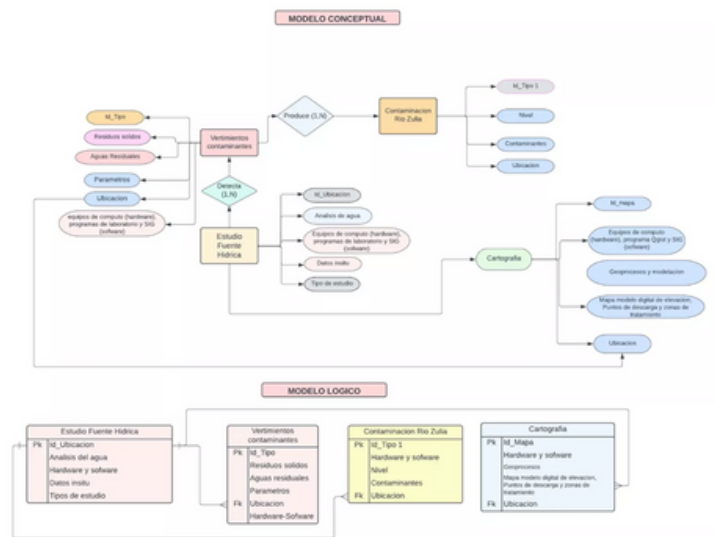 MODELO CONCEPTUAL
Id_Tipo
Residuos solidos
Aguas Residuales
Parametros
Ubicacion
equipos de computo (hardware),
programas de laboratorio y SIG
(sofware)
Vertimientos
contaminantes
Produce (1,N)
Contaminacion
Rio Zulia
Id_Tipo 1
Nivel
Contaminantes
Ubicacion
Detecta
(1,N)
Estudio
Fuente
Hidrica
Id_Ubicacion
Analisis de agua
Equipos de computo (hardware),
programas de laboratorio y SIG
(sofware)
Datos insitu
Tipo de estudio
Cartografia
Id_mapa
Equipos de computo
(hardware), programa Qgist y SIG
(sofware)
Geoprocesos y modelacion
Mapa modelo digital de elevacion,
Puntos de descarga y zonas de
tratamiento
Ubicacion
MODELO LOGICO
Estudio Fuente Hidrica
Pk Id_Ubicacion
Analisis del agua
Hardware y sofware
Datos insitu
Tipos de estudio
Vertimientos
contaminantes
Pk Id_Tipo
Residuos solidos
Aguas residuales
Parametros
Fk Ubicacion
Hardware-Sofware
Contaminacion Rio Zulia
Pk Id_Tipo 1
Hardware y sofware
Nivel
Contaminantes
Fk Ubicacion
Cartografia
Pk Id_Mapa
Hardware y sofware
Geoprocesos
Mapa modelo digital de elevacion,
Puntos de descarga y zonas de
tratamiento
Fk Ubicacion